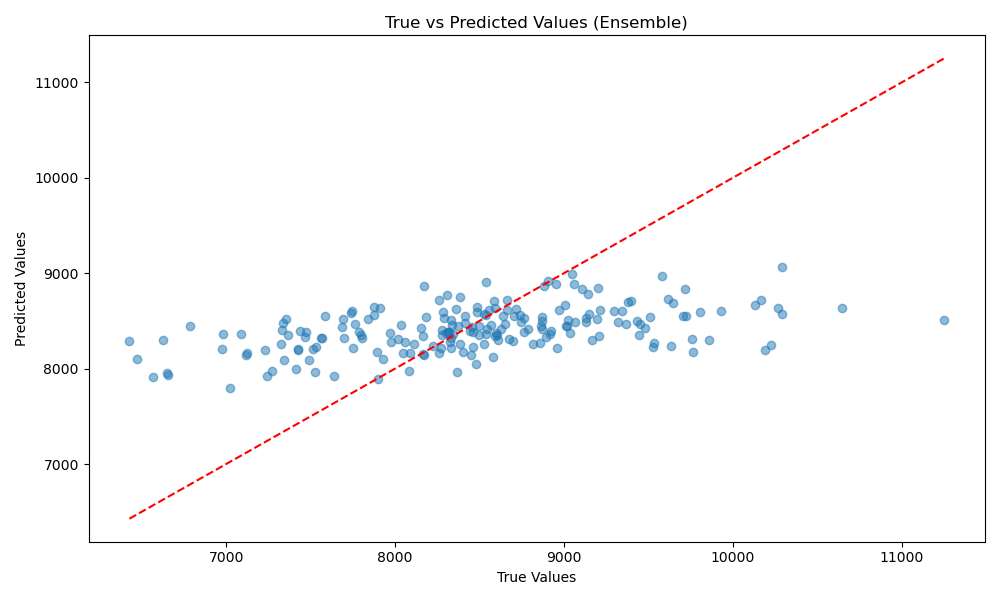 True vs Predicted Values (Ensemble)
11000
10000
9000
8000
7000
Predicted Values
7000 8000 9000 10000 11000
True Values